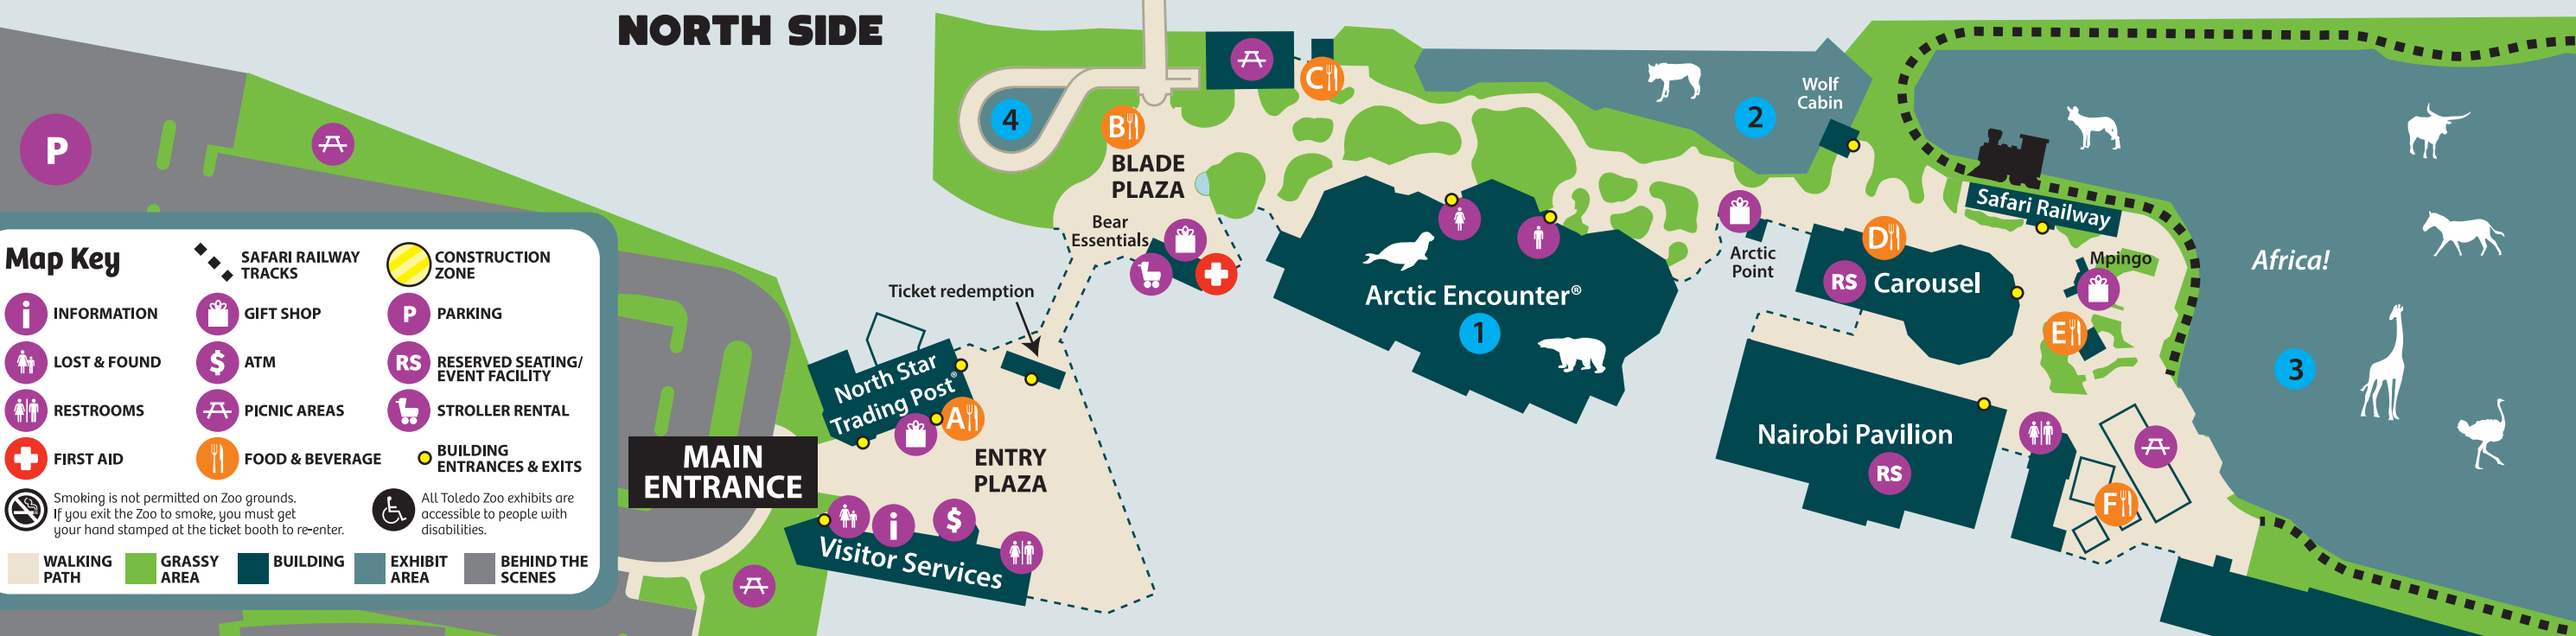 NORTH SIDE
P
4
B
BLADE
PLAZA
C
2
Wolf
Cabin
Safari Railway
Bear
Essentials
Arctic
Point
D
RS
Carousel
Mpingo
E
Africa!
3
Arctic Encounter®
1
Ticket redemption
North Star
Trading Post®
A
MAIN
ENTRANCE
ENTRY
PLAZA
i
$
Visitor Services
Nairobi Pavilion
RS
F
Map Key
SAFARI RAILWAY
TRACKS
CONSTRUCTION
ZONE
i INFORMATION
GIFT SHOP
P PARKING
LOST & FOUND
$ ATM
RS RESERVED SEATING/
EVENT FACILITY
RESTROOMS
PICNIC AREAS
STROLLER RENTAL
FIRST AID
FOOD & BEVERAGE
BUILDING
ENTRANCES & EXITS
Smoking is not permitted on Zoo grounds.
If you exit the Zoo to smoke, you must get
your hand stamped at the ticket booth to re-enter.
All Toledo Zoo exhibits are
accessible to people with
disabilities.
WALKING
PATH
GRASSY
AREA
BUILDING
EXHIBIT
AREA
BEHIND THE
SCENES